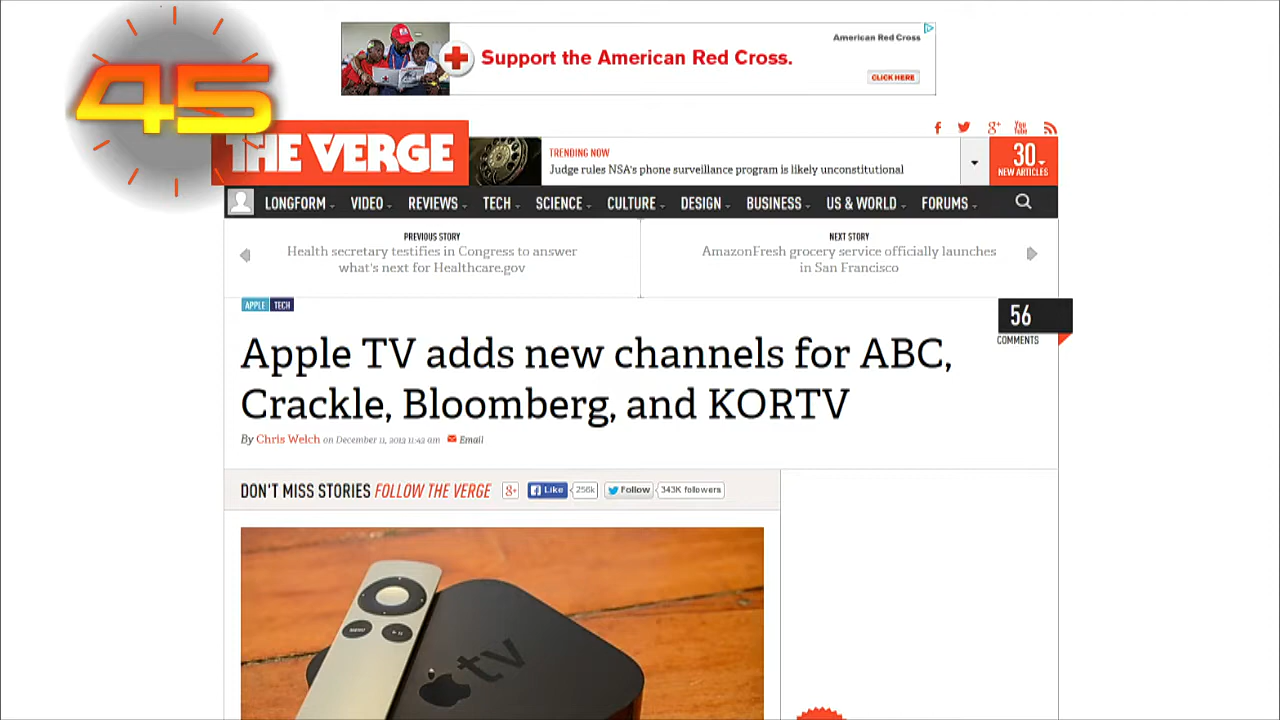 45
American Red Cross
Support the American Red Cross.
CLICK HERE
THE VERGE
TRENDING NOW
Judge rules NSA's phone surveillance program is likely unconstitutional
30
NEW ARTICLES
You Tube
LONGFORM VIDEO REVIEWS TECH SCIENCE CULTURE DESIGN BUSINESS US & WORLD FORUMS
PREVIOUS STORY
Health secretary testifies in Congress to answer
what's next for Healthcare.gov
NEXT STORY
AmazonFresh grocery service officially launches
in San Francisco
APPLE TECH
56
COMMENTS
Apple TV adds new channels for ABC,
Crackle, Bloomberg, and KORTV
By Chris Welch on December 11, 2013 11:42 am Email
DON'T MISS STORIES FOLLOW THE VERGE
g+ Like 256k Follow 343K followers
MENU
tv